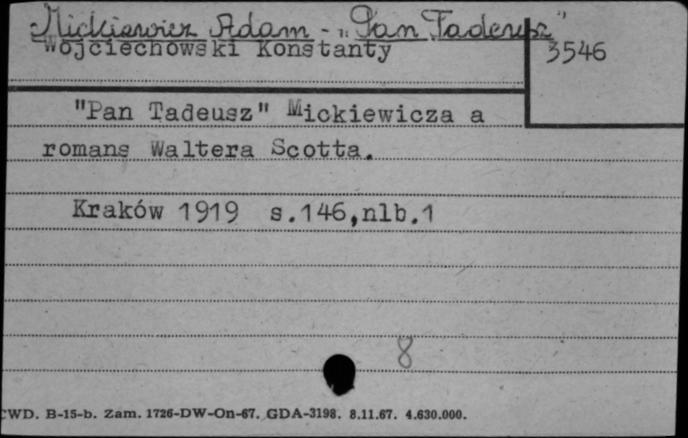 Mickiewicz Adam - "Pan Tadeusz"
Wojciechowski Konstanty
3546
"Pan Tadeusz" Mickiewicza a
romans Waltera Scotta.
Kraków 1919 s.146,nlb.1
8
CWD. B-15-b. Zam. 1726-DW-On-67. GDA-3198. 8.11.67. 4.630.000.